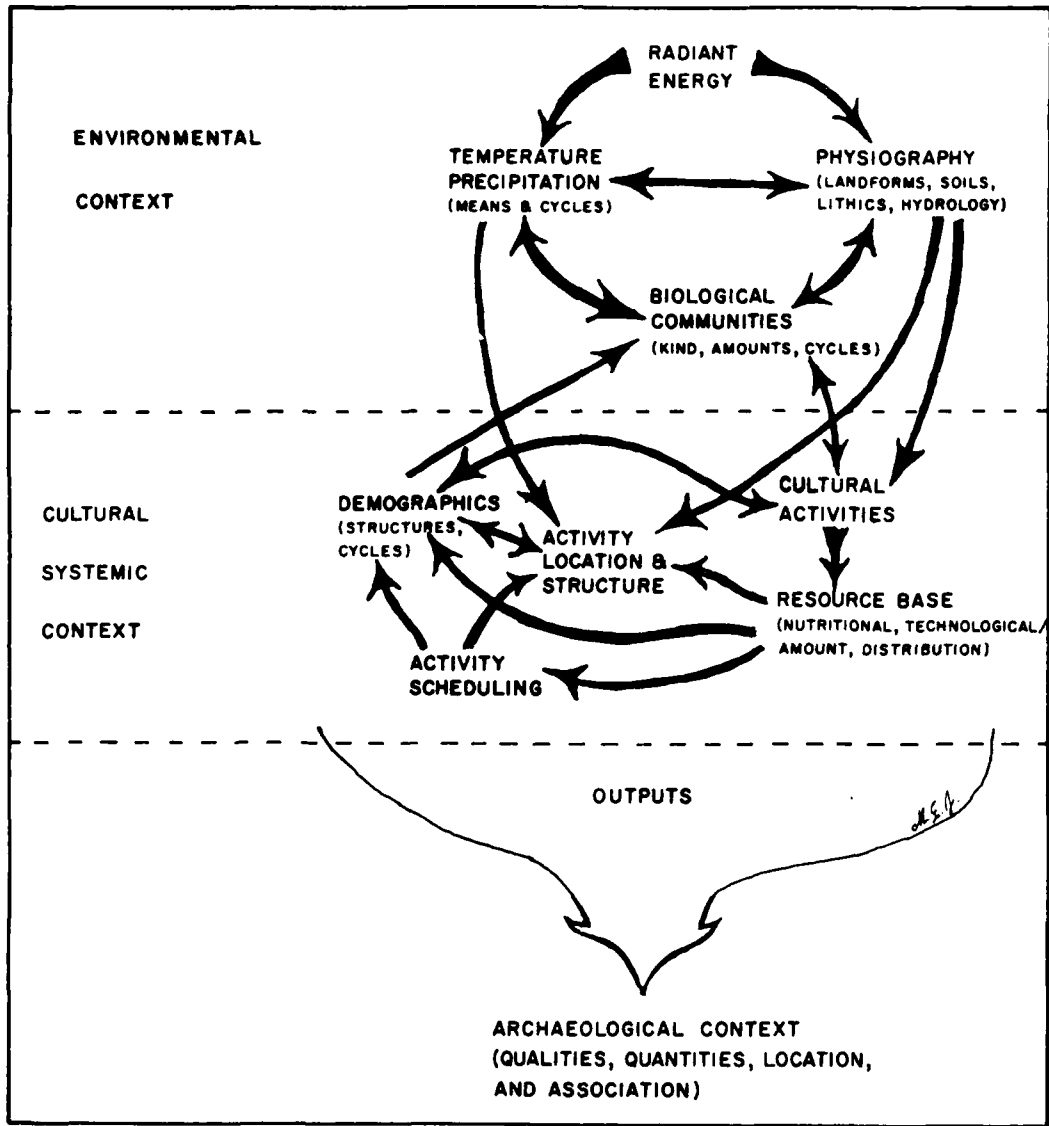 RADIANT
ENERGY
ENVIRONMENTAL
CONTEXT
TEMPERATURE
PRECIPITATION
(MEANS & CYCLES)
PHYSIOGRAPHY
(LANDFORMS, SOILS,
LITHICS, HYDROLOGY)
BIOLOGICAL
COMMUNITIES
(KIND, AMOUNTS, CYCLES)
CULTURAL
SYSTEMIC
CONTEXT
DEMOGRAPHICS
(STRUCTURES,
CYCLES)
ACTIVITY
LOCATION &
STRUCTURE
CULTURAL
ACTIVITIES
RESOURCE BASE
(NUTRITIONAL, TECHNOLOGICAL/
AMOUNT, DISTRIBUTION)
ACTIVITY
SCHEDULING
OUTPUTS
ARCHAEOLOGICAL CONTEXT
(QUALITIES, QUANTITIES, LOCATION,
AND ASSOCIATION)